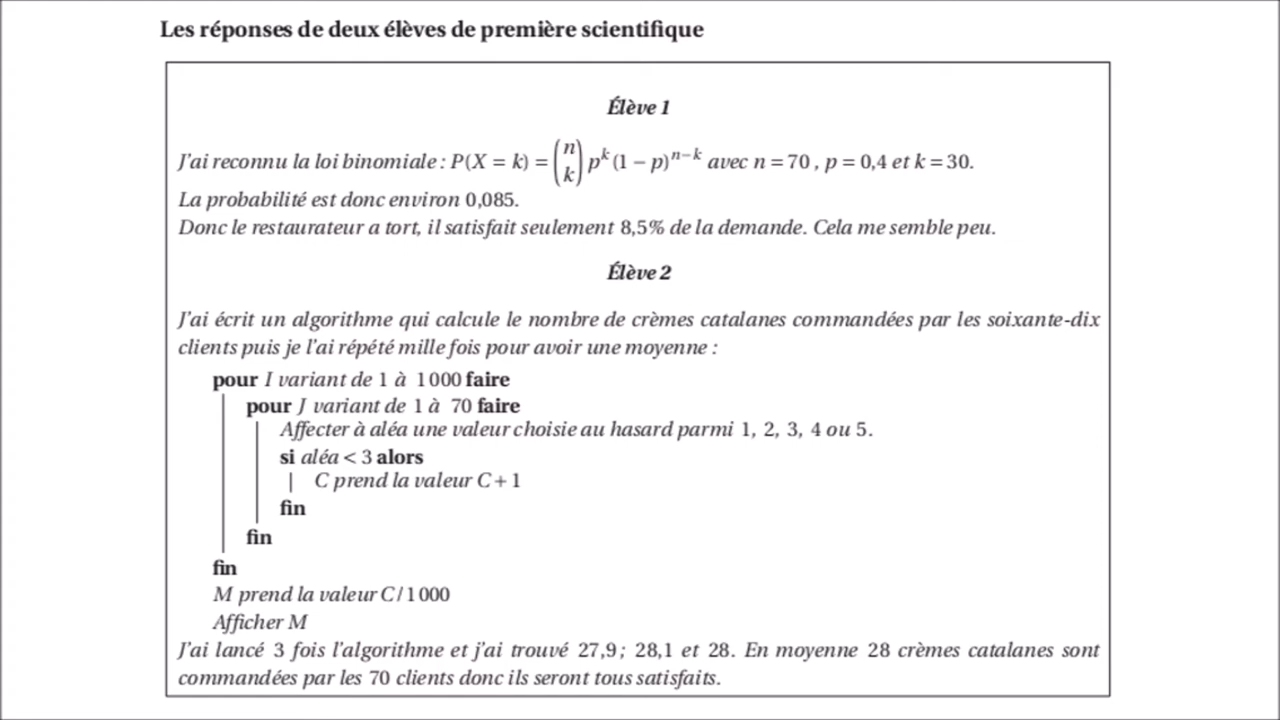 Les réponses de deux élèves de première scientifique
Élève 1
J'ai reconnu la loi binomiale : P(X = k) = (n k) p^k (1 − p)^{n−k} avec n = 70 , p = 0,4 et k = 30.
La probabilité est donc environ 0,085.
Donc le restaurateur a tort, il satisfait seulement 8,5% de la demande. Cela me semble peu.
Élève 2
J'ai écrit un algorithme qui calcule le nombre de crèmes catalanes commandées par les soixante-dix
clients puis je l'ai répété mille fois pour avoir une moyenne :
pour I variant de 1 à 1 000 faire
pour J variant de 1 à 70 faire
Affecter à aléa une valeur choisie au hasard parmi 1, 2, 3, 4 ou 5.
si aléa < 3 alors
C prend la valeur C + 1
fin
fin
fin
M prend la valeur C/1 000
Afficher M
J'ai lancé 3 fois l'algorithme et j'ai trouvé 27,9 ; 28,1 et 28. En moyenne 28 crèmes catalanes sont
commandées par les 70 clients donc ils seront tous satisfaits.